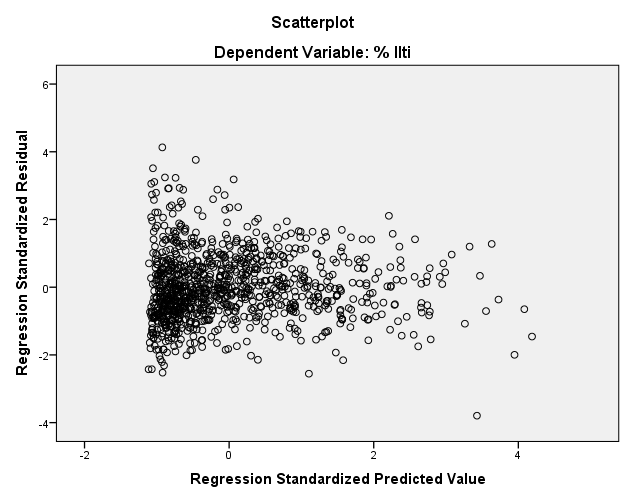 Scatterplot
Dependent Variable: % IIti
Regression Standardized Residual
6
4
2
0
-2
-4
-2
0
2
4
Regression Standardized Predicted Value